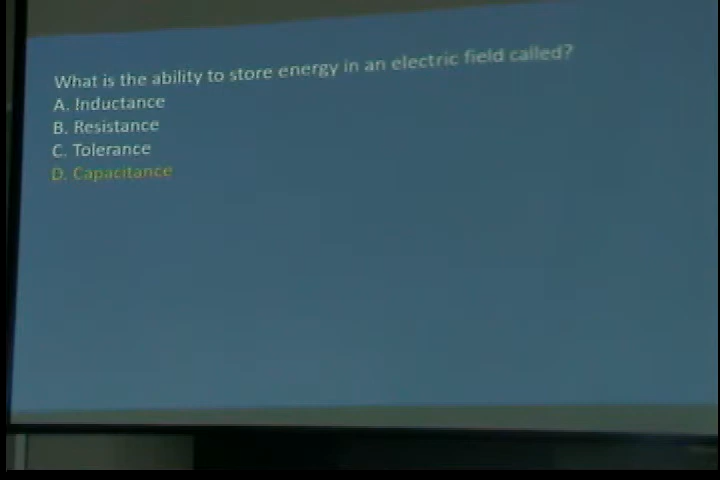 What is the ability to store energy in an electric field called?
A. Inductance
B. Resistance
C. Tolerance
D. Capacitance